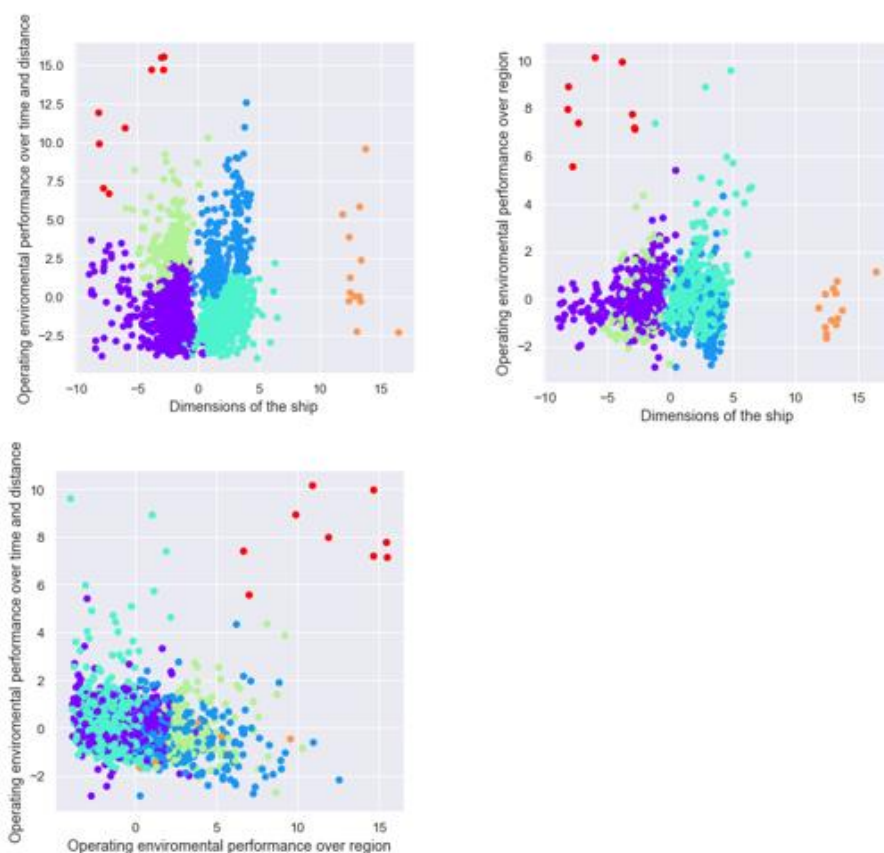 Operating enviromental performance over time and distance
15.0
12.5
10.0
7.5
5.0
2.5
0.0
−2.5
−10 −5 0 5 10 15
Dimensions of the ship
Operating enviromental performance over region
10
8
6
4
2
0
−2
−10 −5 0 5 10 15
Dimensions of the ship
Operating enviromental performance over time and distance
10
8
6
4
2
0
−2
0 5 10 15
Operating enviromental performance over region